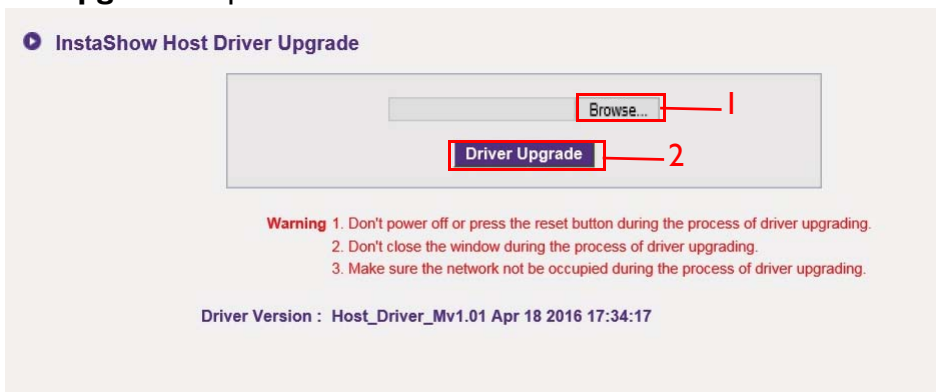 InstaShow Host Driver Upgrade
Browse...
1
Driver Upgrade
2
Warning 1. Don't power off or press the reset button during the process of driver upgrading.
2. Don't close the window during the process of driver upgrading.
3. Make sure the network not be occupied during the process of driver upgrading.
Driver Version : Host_Driver_Mv1.01 Apr 18 2016 17:34:17